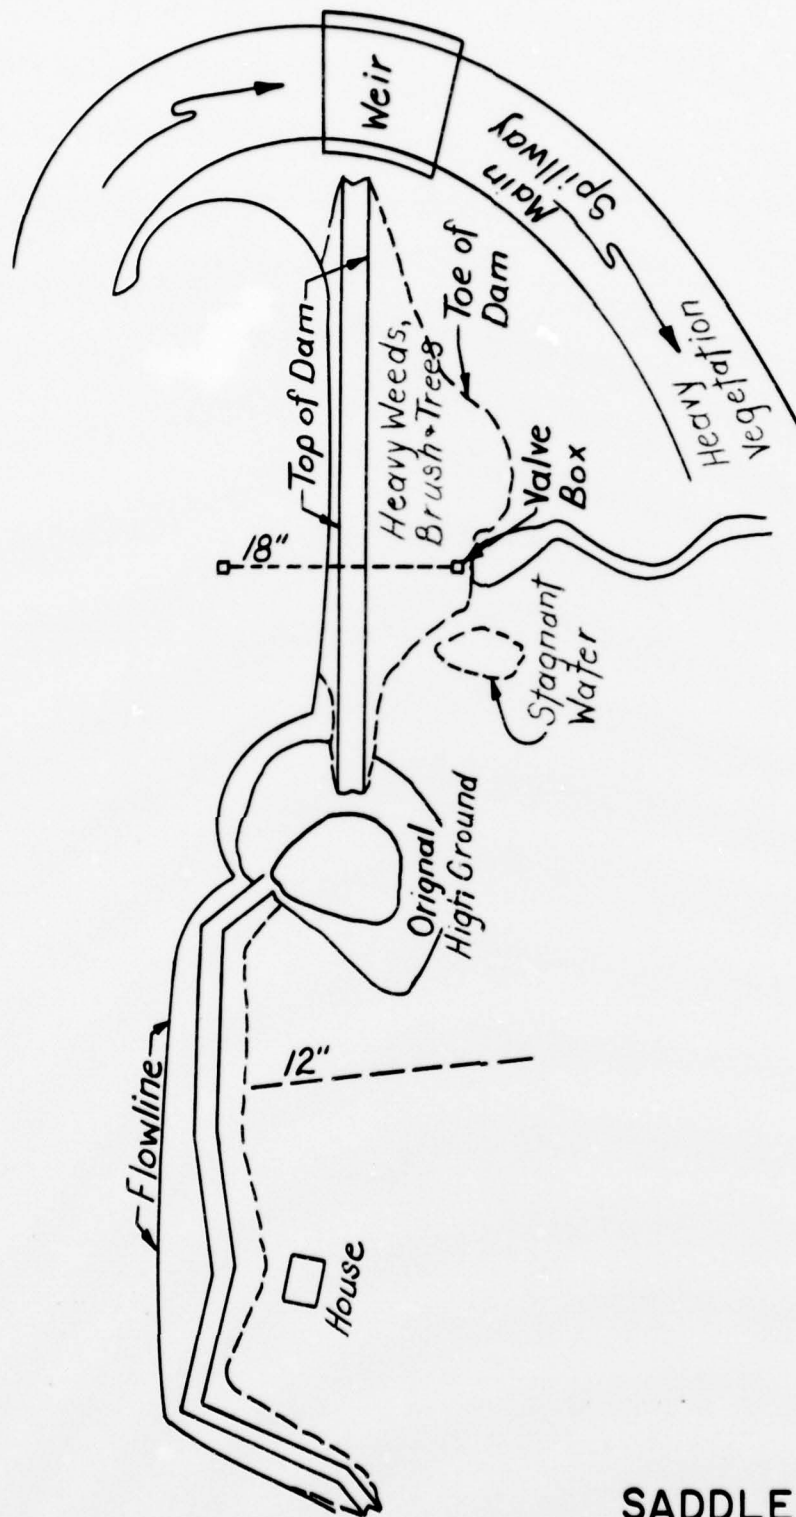 Weir
Main
Spillway
Heavy
Vegetation
Toe of
Dam
Top of Dam
Heavy Weeds,
Brush & Trees
18"
Valve
Box
Stagnant
Water
Orignal
High Ground
12"
Flowline
House
SADDLE